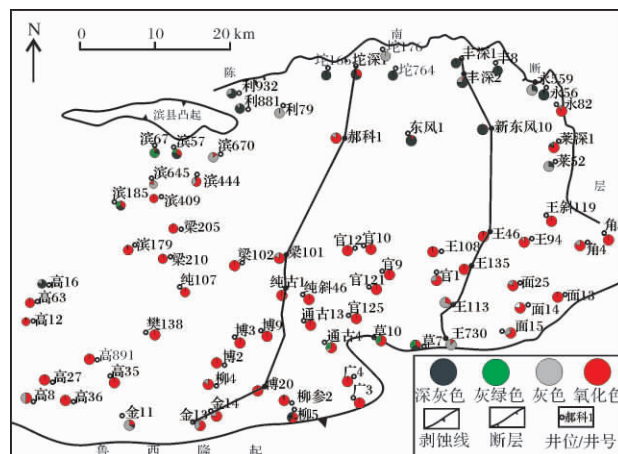 N
0 10 20 km
南
陈
断
层
坨764
坨深1
丰深1
丰8
丰深2
永559
永56
永82
利932
利881
利79
滨县凸起
滨67
滨57
滨670
郝科1
东风1
新东风10
莱深1
莱52
滨645
滨444
滨185
滨409
梁205
王斜119
滨179
梁210
梁102
梁101
官12
官10
王108
王46
王94
角4
高16
高63
高12
纯107
纯古1
纯斜46
官9
官121
官1
王135
面25
面13
王113
面14
樊138
博3
博9
通古13
官125
通古4
草10
王730
面15
高891
高35
博2
高27
高8
高36
柳4
博20
柳参2
柳5
广4
广3
金11
金13
金14
鲁西隆起
深灰色 灰绿色 灰色 氧化色
剥蚀线 断层 井位/井号
郝科1